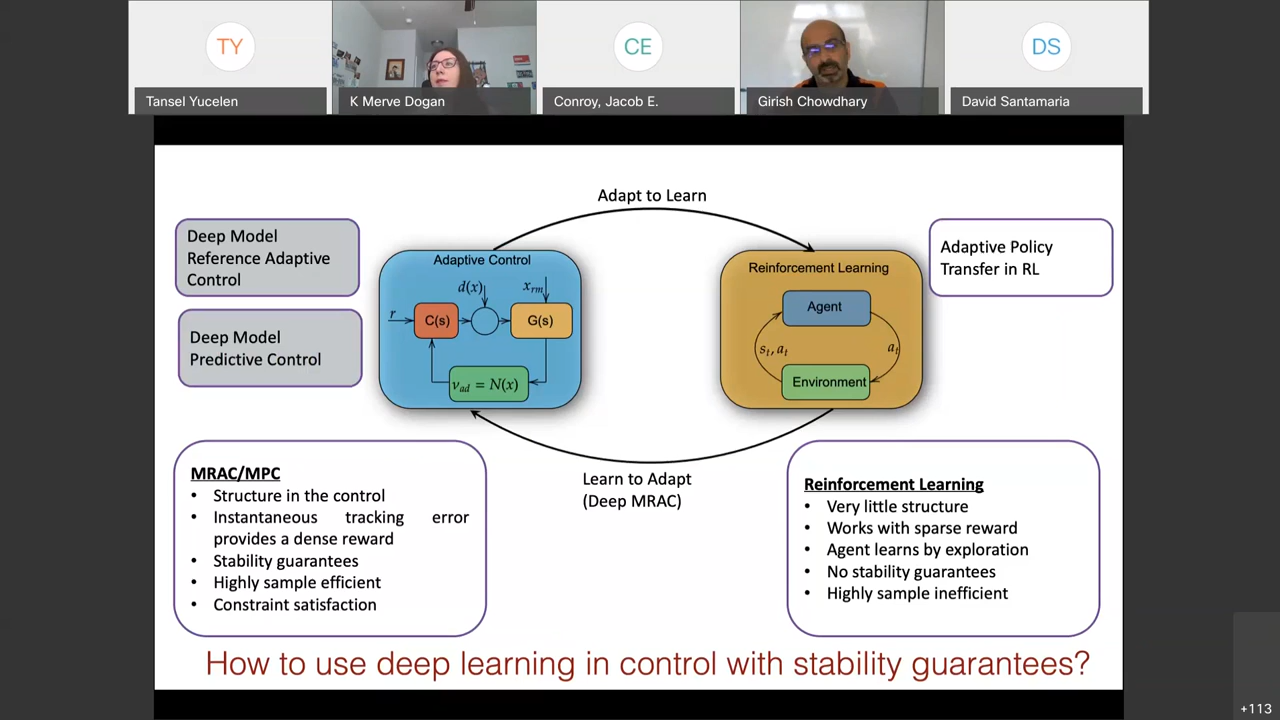 TY
CE
DS
Tansel Yucelen
K Merve Dogan
Conroy, Jacob E.
Girish Chowdhary
David Santamaria
Adapt to Learn
Deep Model
Reference Adaptive
Control
Deep Model
Predictive Control
Adaptive Control
d(x)
x_rm
r
C(s)
G(s)
ν_ad = N(x)
Reinforcement Learning
Agent
s_t, a_t
a_t
Environment
Adaptive Policy
Transfer in RL
Learn to Adapt
(Deep MRAC)
MRAC/MPC
• Structure in the control
• Instantaneous tracking error
provides a dense reward
• Stability guarantees
• Highly sample efficient
• Constraint satisfaction
Reinforcement Learning
• Very little structure
• Works with sparse reward
• Agent learns by exploration
• No stability guarantees
• Highly sample inefficient
How to use deep learning in control with stability guarantees?
+113